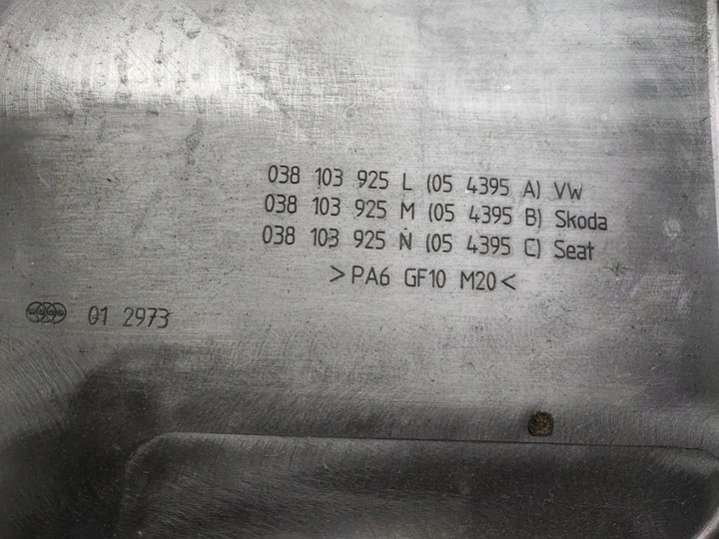 038 103 925 L (05 4395 A) VW
038 103 925 M (05 4395 B) Skoda
038 103 925 N (05 4395 C) Seat
>PA6 GF10 M20<
01 2973